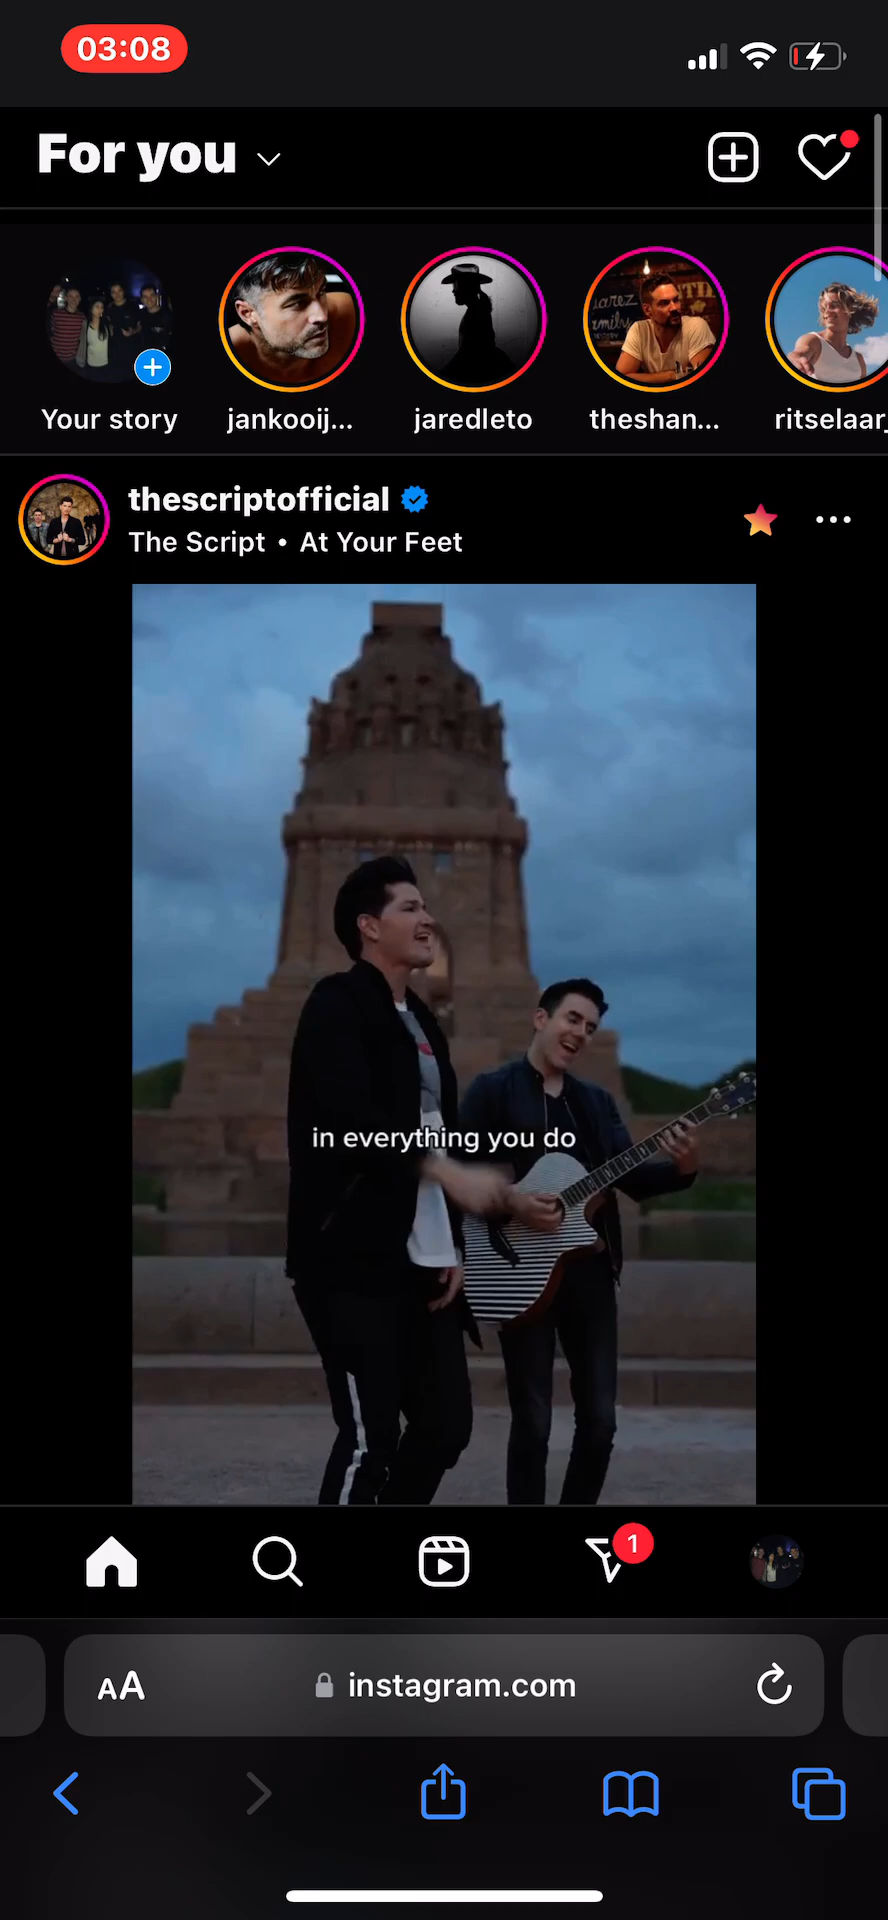 03:08
For you
Your story
jankooij...
jaredleto
theshan...
ritselaar_
thescriptofficial
The Script • At Your Feet
in everything you do
1
AA
instagram.com